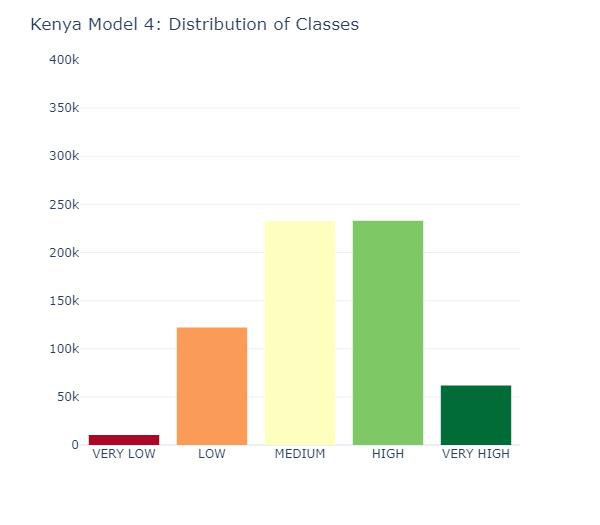 Kenya Model 4: Distribution of Classes
400k
350k
300k
250k
200k
150k
100k
50k
0
VERY LOW LOW MEDIUM HIGH VERY HIGH